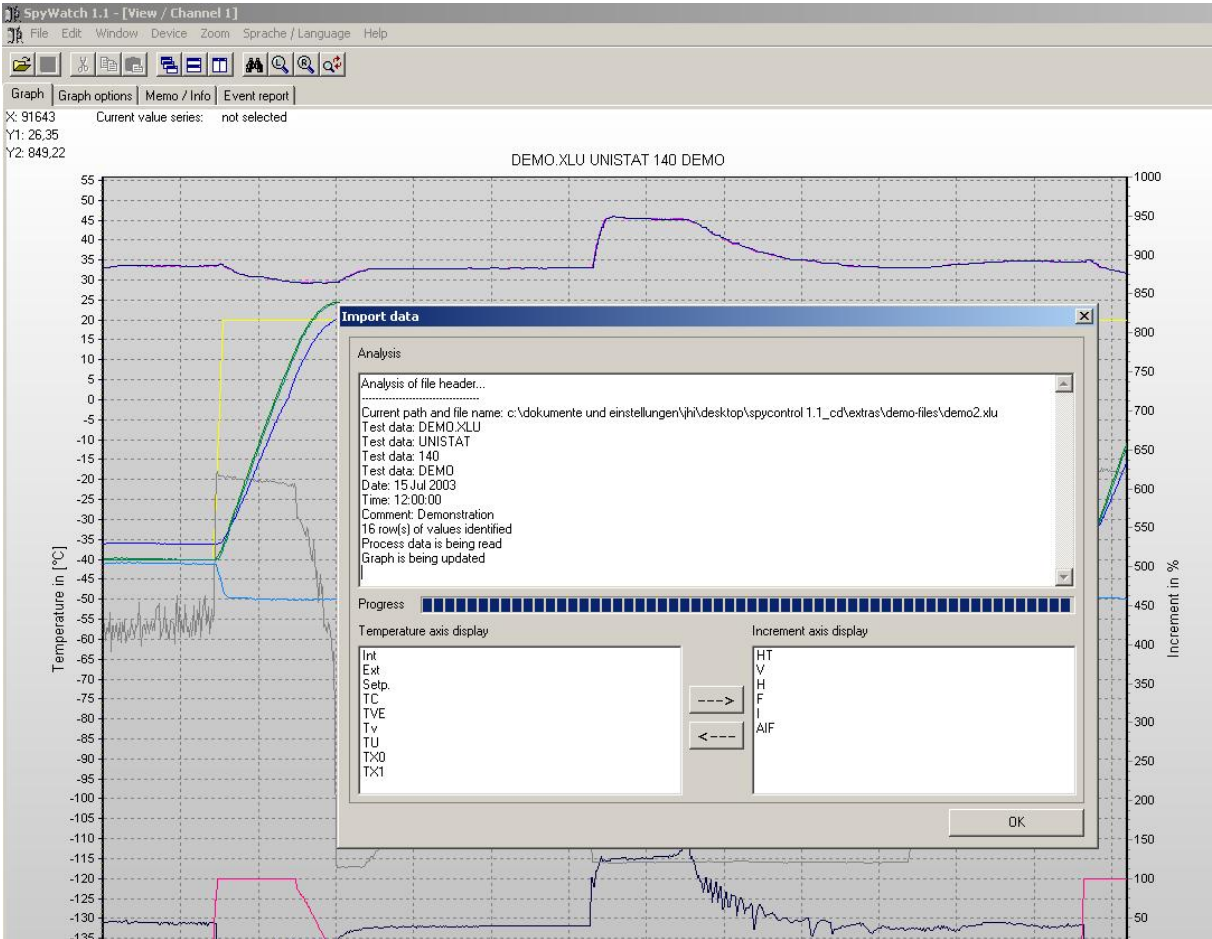 SpyWatch 1.1 - [View / Channel 1]
File Edit Window Device Zoom Sprache / Language Help
Graph Graph options Memo / Info Event report
X: 91643 Current value series: not selected
Y1: 26,35
Y2: 849,22
DEMO.XLU UNISTAT 140 DEMO
55
50
45
40
35
30
25
20
15
10
5
0
-5
-10
-15
-20
-25
-30
-35
-40
-45
-50
-55
-60
-65
-70
-75
-80
-85
-90
-95
-100
-105
-110
-115
-120
-125
-130
-135
Temperature in [°C]
1000
950
900
850
800
750
700
650
600
550
500
450
400
350
300
250
200
150
100
50
Increment in %
Import data
Analysis
Analysis of file header...
-----------------------------------
Current path and file name: c:\dokumente und einstellungen\jhi\desktop\spycontrol 1.1_cd\extras\demo-files\demo2.xlu
Test data: DEMO.XLU
Test data: UNISTAT
Test data: 140
Test data: DEMO
Date: 15 Jul 2003
Time: 12:00:00
Comment: Demonstration
16 row(s) of values identified
Process data is being read
Graph is being updated
Progress
Temperature axis display
Int
Ext
Setp.
TC
TVE
Tv
TU
TX0
TX1
--->
<---
Increment axis display
HT
V
H
F
I
AIF
OK